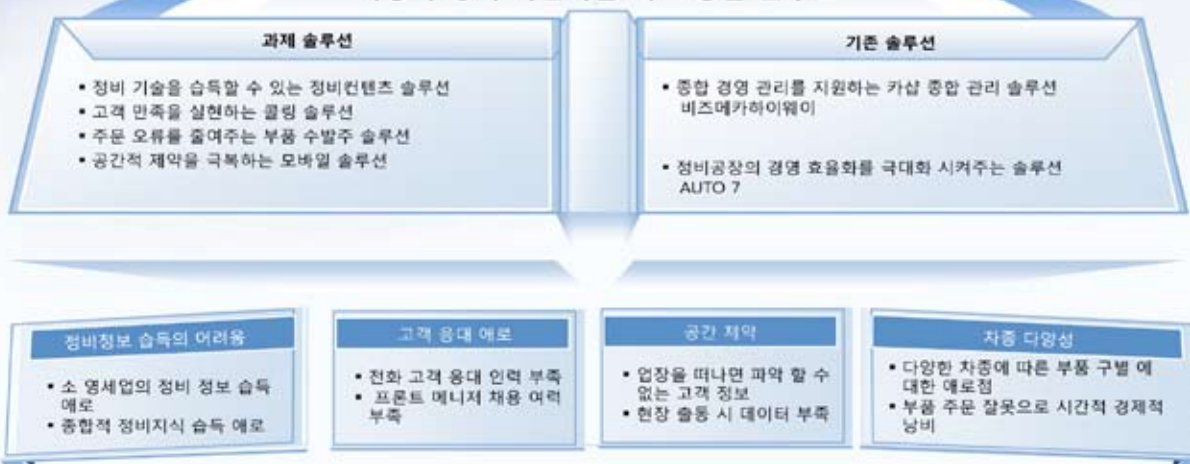 과제 솔루션
▪ 정비 기술을 습득할 수 있는 정비컨텐츠 솔루션
▪ 고객 만족을 실현하는 콜링 솔루션
▪ 주문 오류를 줄여주는 부품 수발주 솔루션
▪ 공간적 제약을 극복하는 모바일 솔루션
기존 솔루션
▪ 종합 경영 관리를 지원하는 카샵 종합 관리 솔루션
비즈메카하이웨이
▪ 정비공장의 경영 효율화를 극대화 시켜주는 솔루션
AUTO 7
정비정보 습득의 어려움
• 소 영세업의 정비 정보 습득
애로
• 종합적 정비지식 습득 애로
고객 응대 애로
• 전화 고객 응대 인력 부족
• 프론트 메니저 채용 여력
부족
공간 제약
• 업장을 떠나면 파악 할 수
없는 고객 정보
• 현장 출동 시 데이터 부족
차종 다양성
• 다양한 차종에 따른 부품 구별 에
대한 애로점
• 부품 주문 잘못으로 시간적 경제적
낭비